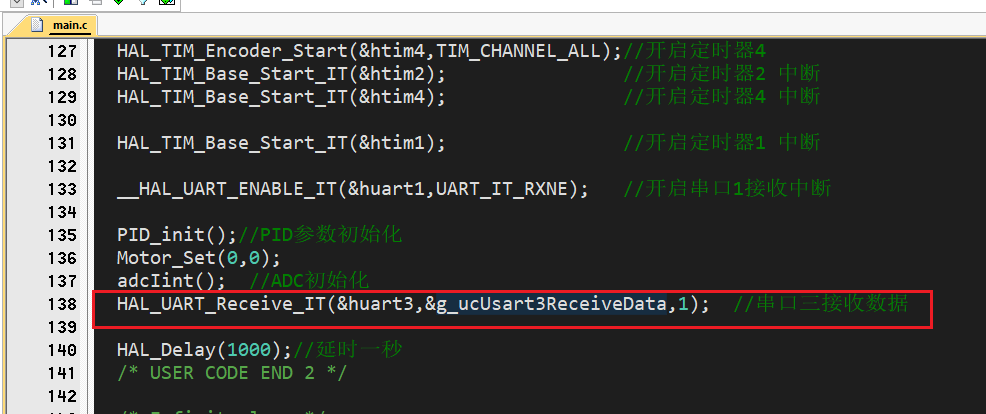 main.c
127 HAL_TIM_Encoder_Start(&htim4,TIM_CHANNEL_ALL);//开启定时器4
128 HAL_TIM_Base_Start_IT(&htim2); //开启定时器2 中断
129 HAL_TIM_Base_Start_IT(&htim4); //开启定时器4 中断
130
131 HAL_TIM_Base_Start_IT(&htim1); //开启定时器1 中断
132
133 __HAL_UART_ENABLE_IT(&huart1,UART_IT_RXNE); //开启串口1接收中断
134
135 PID_init();//PID参数初始化
136 Motor_Set(0,0);
137 adcIint(); //ADC初始化
138 HAL_UART_Receive_IT(&huart3,&g_ucUsart3ReceiveData,1); //串口三接收数据
139
140 HAL_Delay(1000);//延时一秒
141 /* USER CODE END 2 */
142